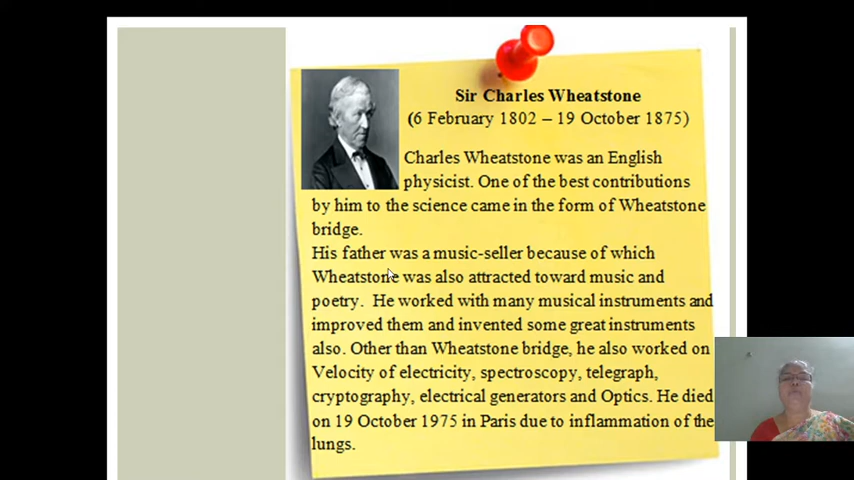 Sir Charles Wheatstone
(6 February 1802 – 19 October 1875)
Charles Wheatstone was an English
physicist. One of the best contributions
by him to the science came in the form of Wheatstone
bridge.
His father was a music-seller because of which
Wheatstone was also attracted toward music and
poetry. He worked with many musical instruments and
improved them and invented some great instruments
also. Other than Wheatstone bridge, he also worked on
Velocity of electricity, spectroscopy, telegraph,
cryptography, electrical generators and Optics. He died
on 19 October 1975 in Paris due to inflammation of the
lungs.